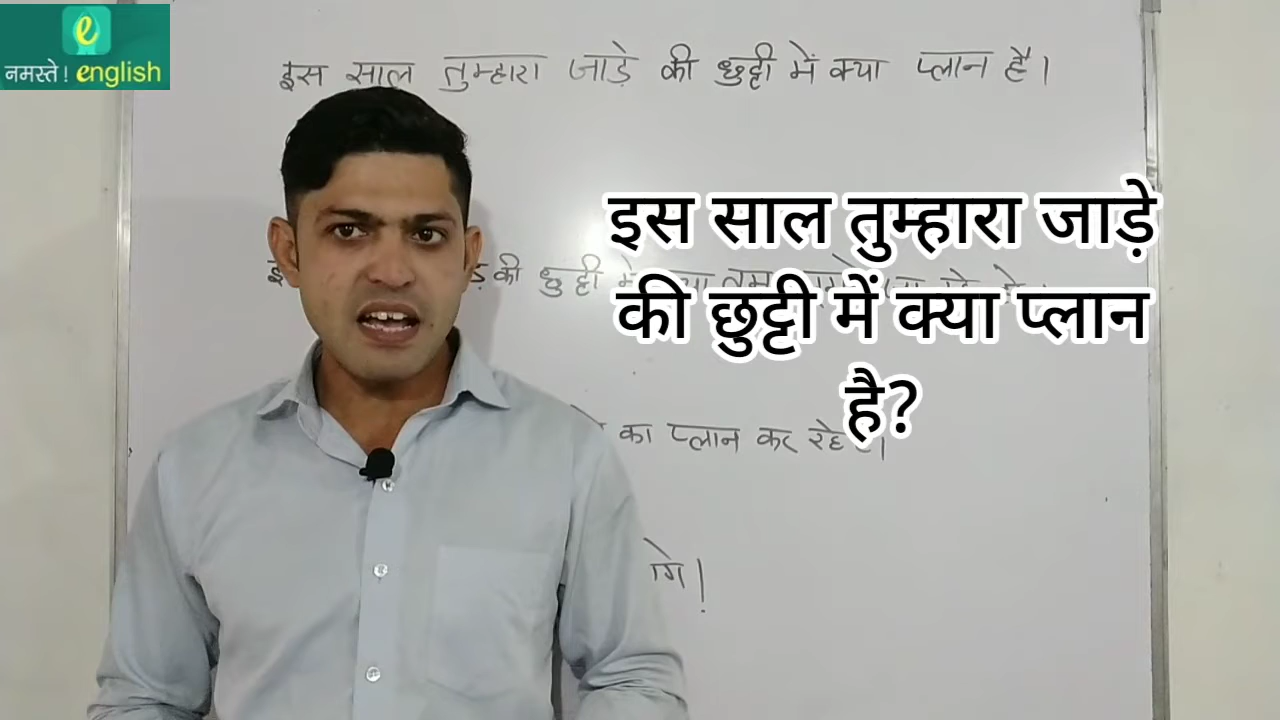 e
नमस्ते! english
इस साल तुम्हारा जाड़े की छुट्टी में क्या प्लान है।
इस साल तुम्हारा जाड़े
की छुट्टी में क्या प्लान
है?
की छुट्टी
का प्लान कर रहे